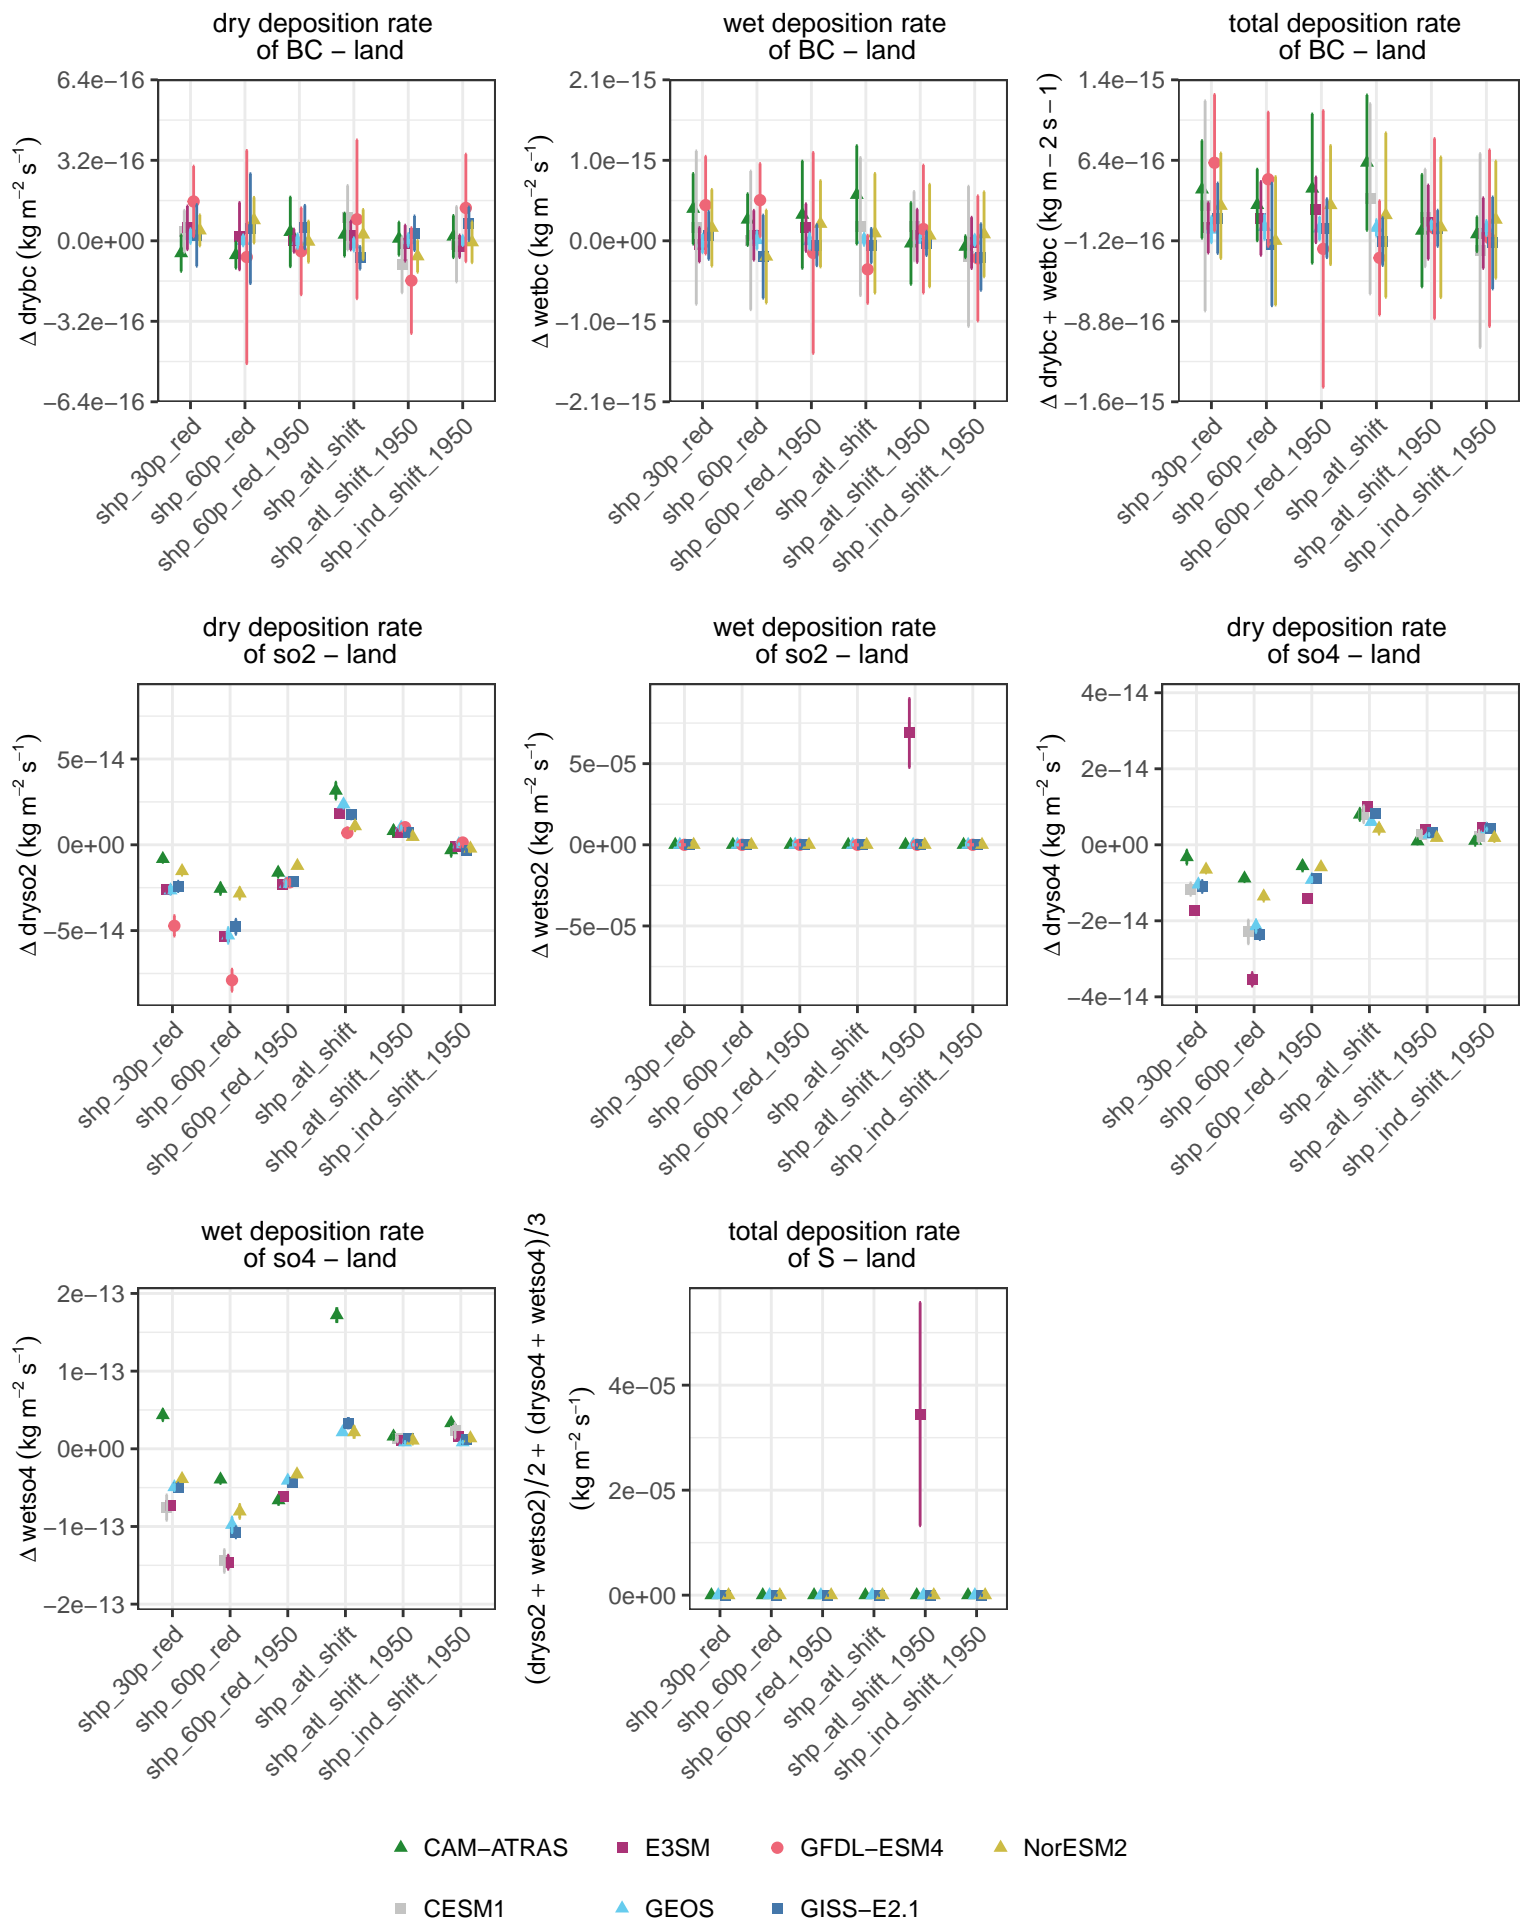 dry deposition rate
of BC − land
6.4e−16
3.2e−16
0.0e+00
−3.2e−16
−6.4e−16
Δ drybc (kg m−2 s−1)
shp_30p_red
shp_60p_red
shp_60p_red_1950
shp_atl_shift
shp_atl_shift_1950
shp_ind_shift_1950
wet deposition rate
of BC − land
2.1e−15
1.0e−15
0.0e+00
−1.0e−15
−2.1e−15
Δ wetbc (kg m−2 s−1)
shp_30p_red
shp_60p_red
shp_60p_red_1950
shp_atl_shift
shp_atl_shift_1950
shp_ind_shift_1950
total deposition rate
of BC − land
1.4e−15
6.4e−16
−1.2e−16
−8.8e−16
−1.6e−15
Δ drybc + wetbc (kg m − 2 s − 1)
shp_30p_red
shp_60p_red
shp_60p_red_1950
shp_atl_shift
shp_atl_shift_1950
shp_ind_shift_1950
dry deposition rate
of so2 − land
5e−14
0e+00
−5e−14
Δ dryso2 (kg m−2 s−1)
shp_30p_red
shp_60p_red
shp_60p_red_1950
shp_atl_shift
shp_atl_shift_1950
shp_ind_shift_1950
wet deposition rate
of so2 − land
5e−05
0e+00
−5e−05
Δ wetso2 (kg m−2 s−1)
shp_30p_red
shp_60p_red
shp_60p_red_1950
shp_atl_shift
shp_atl_shift_1950
shp_ind_shift_1950
dry deposition rate
of so4 − land
4e−14
2e−14
0e+00
−2e−14
−4e−14
Δ dryso4 (kg m−2 s−1)
shp_30p_red
shp_60p_red
shp_60p_red_1950
shp_atl_shift
shp_atl_shift_1950
shp_ind_shift_1950
wet deposition rate
of so4 − land
2e−13
1e−13
0e+00
−1e−13
−2e−13
Δ wetso4 (kg m−2 s−1)
shp_30p_red
shp_60p_red
shp_60p_red_1950
shp_atl_shift
shp_atl_shift_1950
shp_ind_shift_1950
total deposition rate
of S − land
4e−05
2e−05
0e+00
(dryso2 + wetso2)/2 + (dryso4 + wetso4)/3
(kg m−2 s−1)
shp_30p_red
shp_60p_red
shp_60p_red_1950
shp_atl_shift
shp_atl_shift_1950
shp_ind_shift_1950
CAM−ATRAS
E3SM
GFDL−ESM4
NorESM2
CESM1
GEOS
GISS−E2.1